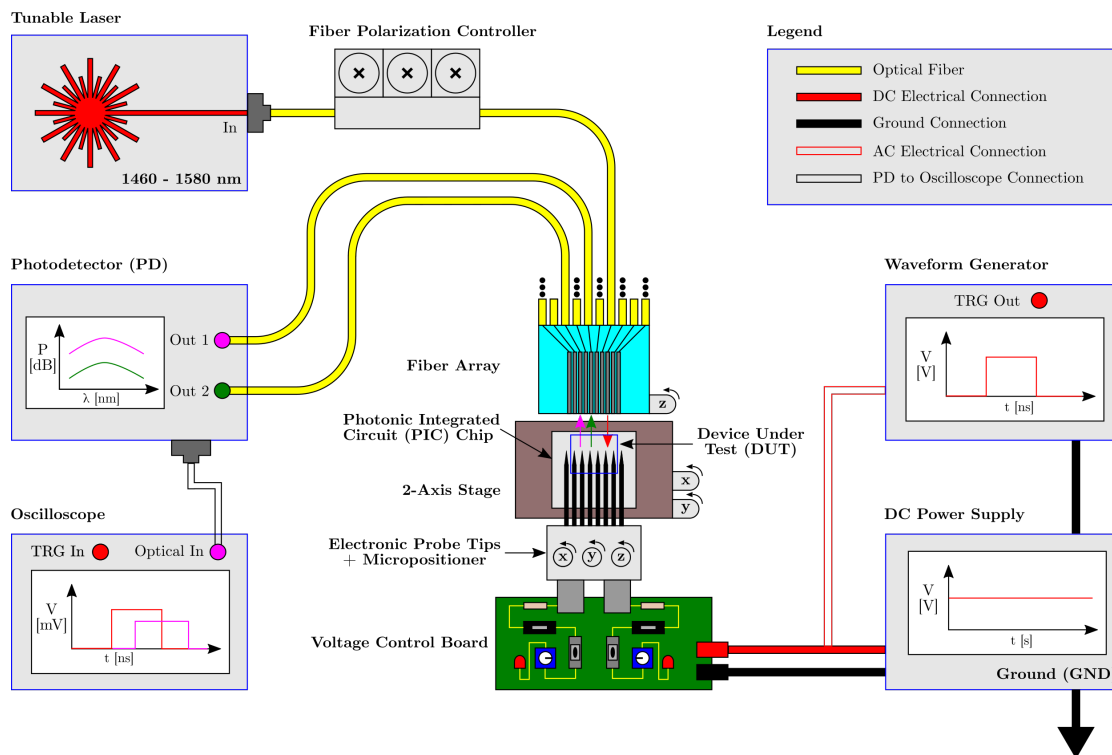 Tunable Laser
In
1460 - 1580 nm
Fiber Polarization Controller
Legend
Optical Fiber
DC Electrical Connection
Ground Connection
AC Electrical Connection
PD to Oscilloscope Connection
Photodetector (PD)
P
[dB]
λ [nm]
Out 1
Out 2
Fiber Array
z
Photonic Integrated
Circuit (PIC) Chip
Device Under
Test (DUT)
2-Axis Stage
x
y
Electronic Probe Tips
+ Micropositioner
x y z
Voltage Control Board
Waveform Generator
TRG Out
V
[V]
t [ns]
Oscilloscope
TRG In
Optical In
V
[mV]
t [ns]
DC Power Supply
V
[V]
t [s]
Ground (GND